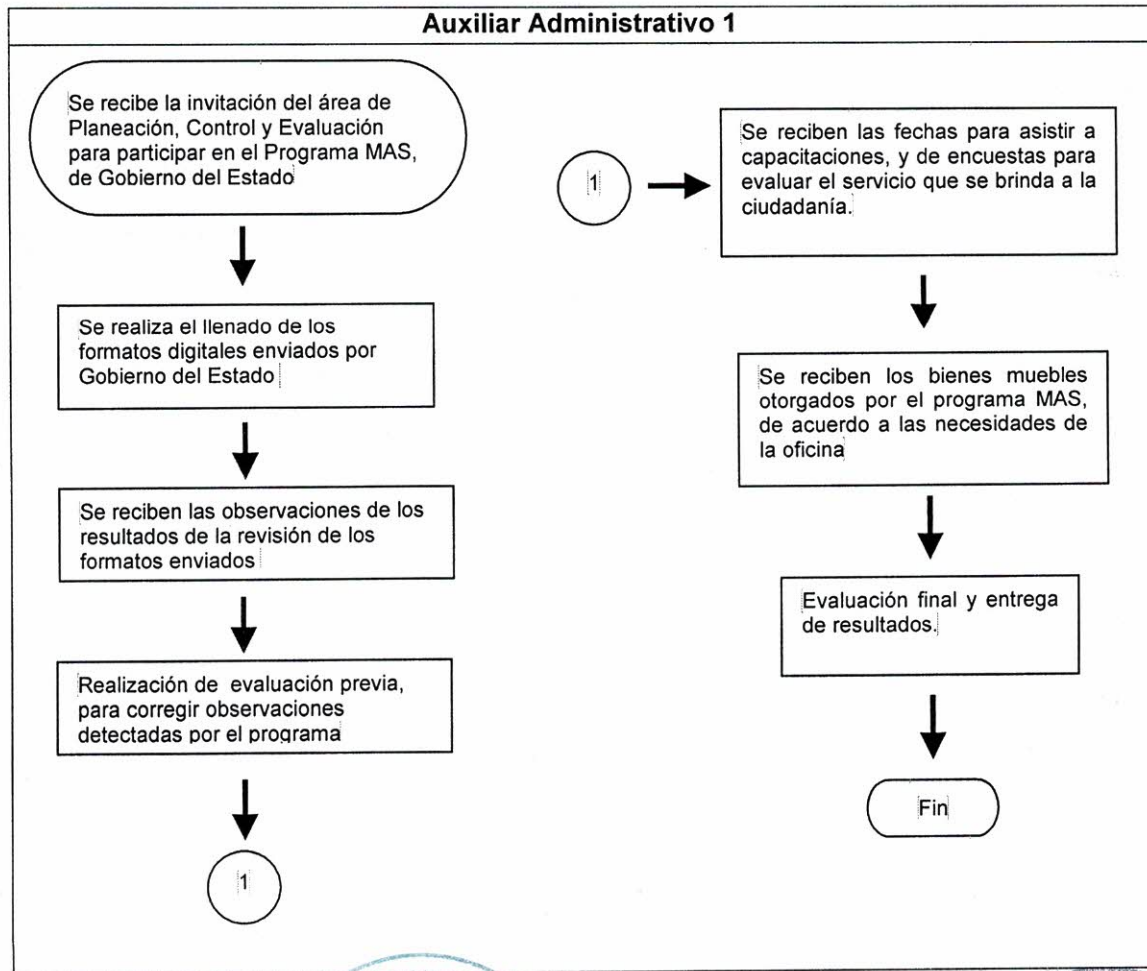 Auxiliar Administrativo 1
Se recibe la invitación del área de
Planeación, Control y Evaluación
para participar en el Programa MAS,
de Gobierno del Estado
Se realiza el llenado de los
formatos digitales enviados por
Gobierno del Estado
Se reciben las observaciones de los
resultados de la revisión de los
formatos enviados
Realización de evaluación previa,
para corregir observaciones
detectadas por el programa
1
1
Se reciben las fechas para asistir a
capacitaciones, y de encuestas para
evaluar el servicio que se brinda a la
ciudadanía.
Se reciben los bienes muebles
otorgados por el programa MAS,
de acuerdo a las necesidades de
la oficina
Evaluación final y entrega
de resultados.
Fin